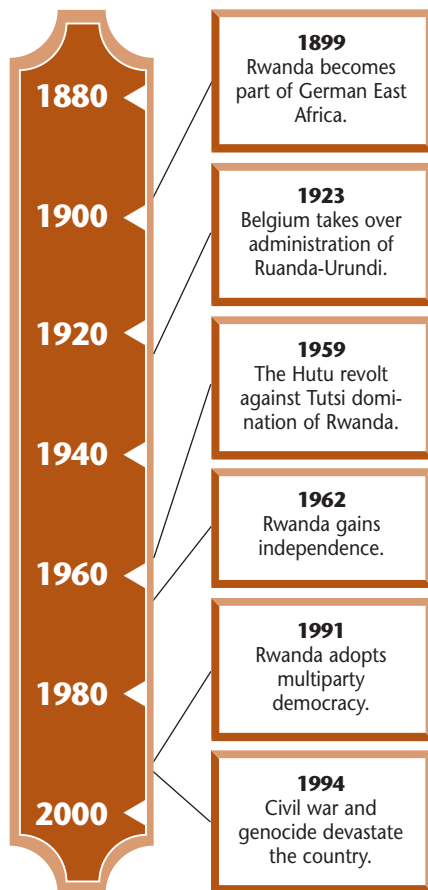 1880
1900
1920
1940
1960
1980
2000
1899
Rwanda becomes
part of German East
Africa.
1923
Belgium takes over
administration of
Ruanda-Urundi.
1959
The Hutu revolt
against Tutsi domi-
nation of Rwanda.
1962
Rwanda gains
independence.
1991
Rwanda adopts
multiparty
democracy.
1994
Civil war and
genocide devastate
the country.